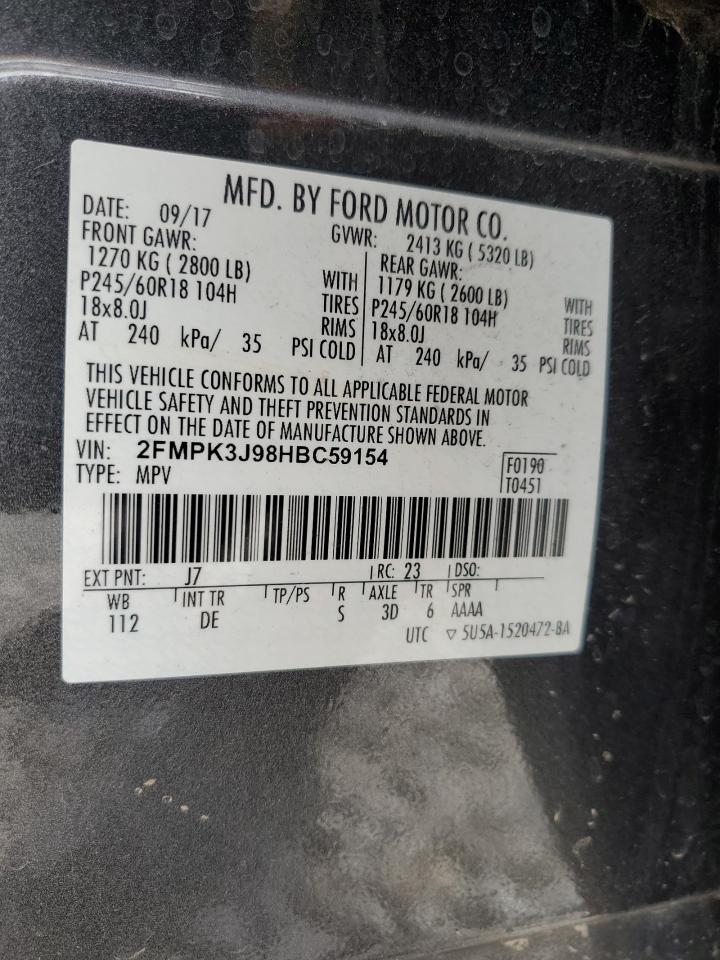 MFD. BY FORD MOTOR CO.
DATE: 09/17 GVWR: 2413 KG ( 5320 LB)
FRONT GAWR: REAR GAWR:
1270 KG ( 2800 LB) WITH 1179 KG ( 2600 LB) WITH
P245/60R18 104H TIRES P245/60R18 104H TIRES
18x8.0J RIMS 18x8.0J RIMS
AT 240 kPa/ 35 PSI COLD AT 240 kPa/ 35 PSI COLD
THIS VEHICLE CONFORMS TO ALL APPLICABLE FEDERAL MOTOR
VEHICLE SAFETY AND THEFT PREVENTION STANDARDS IN
EFFECT ON THE DATE OF MANUFACTURE SHOWN ABOVE.
VIN: 2FMPK3J98HBC59154 F0190
TYPE: MPV T0451
EXT PNT: J7 RC: 23 DSO:
WB INT TR TP/PS R AXLE TR SPR
112 DE S 3D 6 AAAA
UTC ▽ 5U5A-1520472-BA